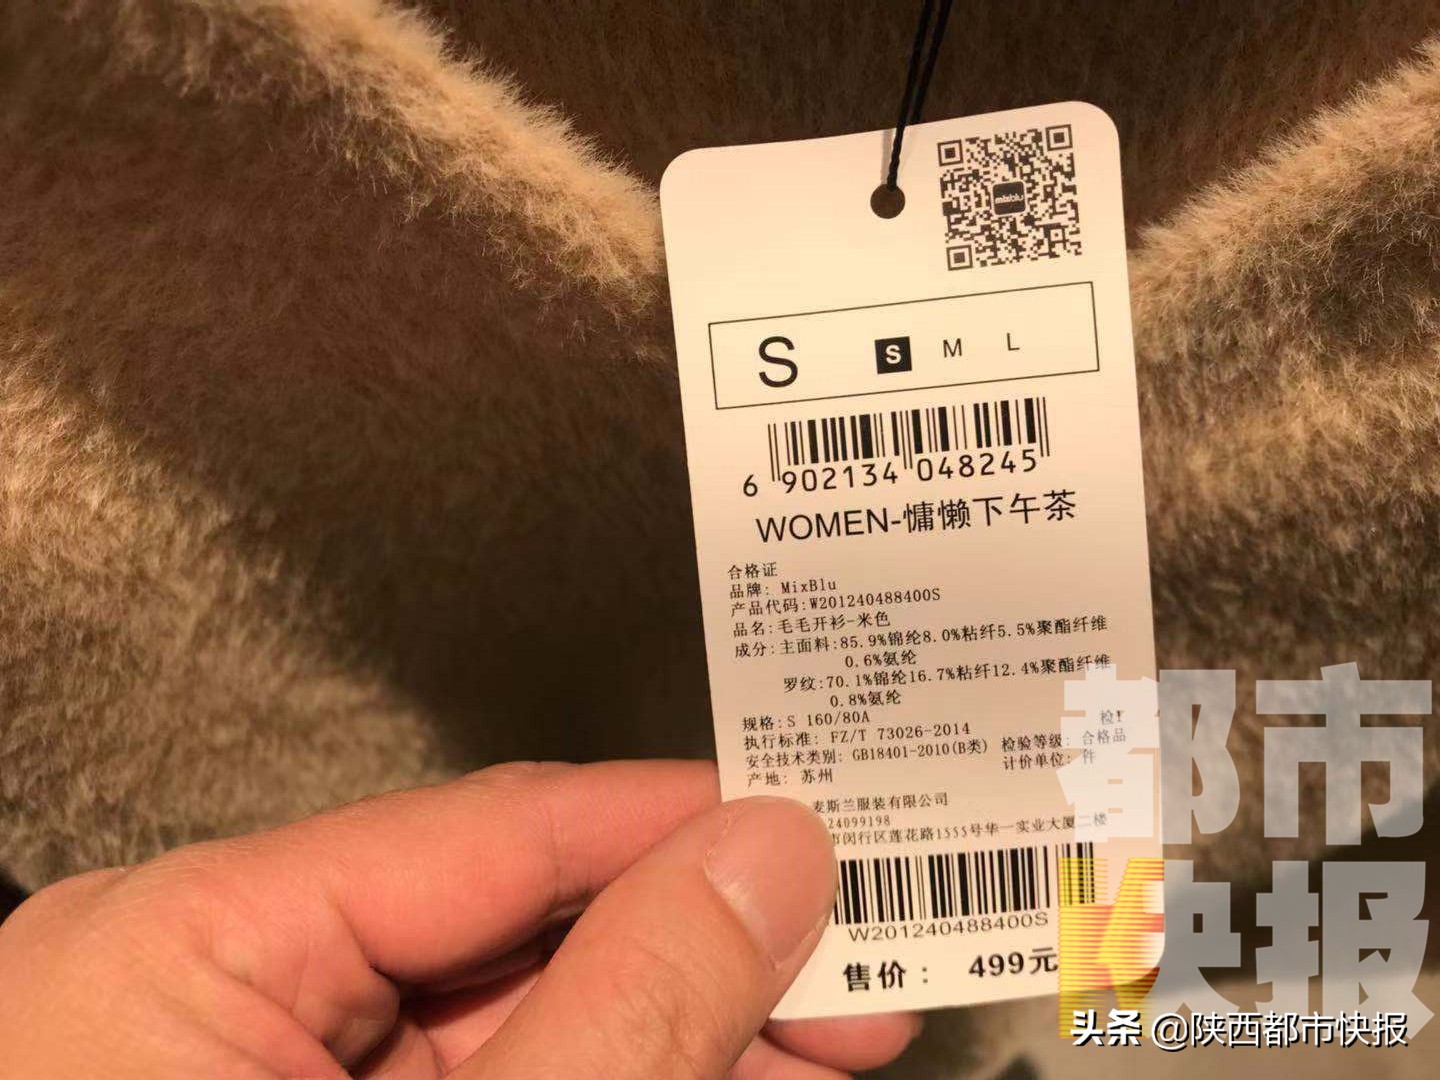 mixblu
S S M L
6 902134 048245
WOMEN-慵懒下午茶
合格证
品牌: MixBlu
产品代码:W201240488400S
品名:毛毛开衫-米色
成分:主面料:85.9%锦纶8.0%粘纤5.5%聚酯纤维
0.6%氨纶
罗纹:70.1%锦纶16.7%粘纤12.4%聚酯纤维
0.8%氨纶
规格:S 160/80A
执行标准: FZ/T 73026-2014
安全技术类别: GB18401-2010(B类) 检验等级: 合格品
产地: 苏州 计价单位: 件
麦斯兰服装有限公司
24099198
市闵行区莲花路1555号华一实业大厦二楼
W201240488400S
售价: 499元
都市
快报
头条 @陕西都市快报